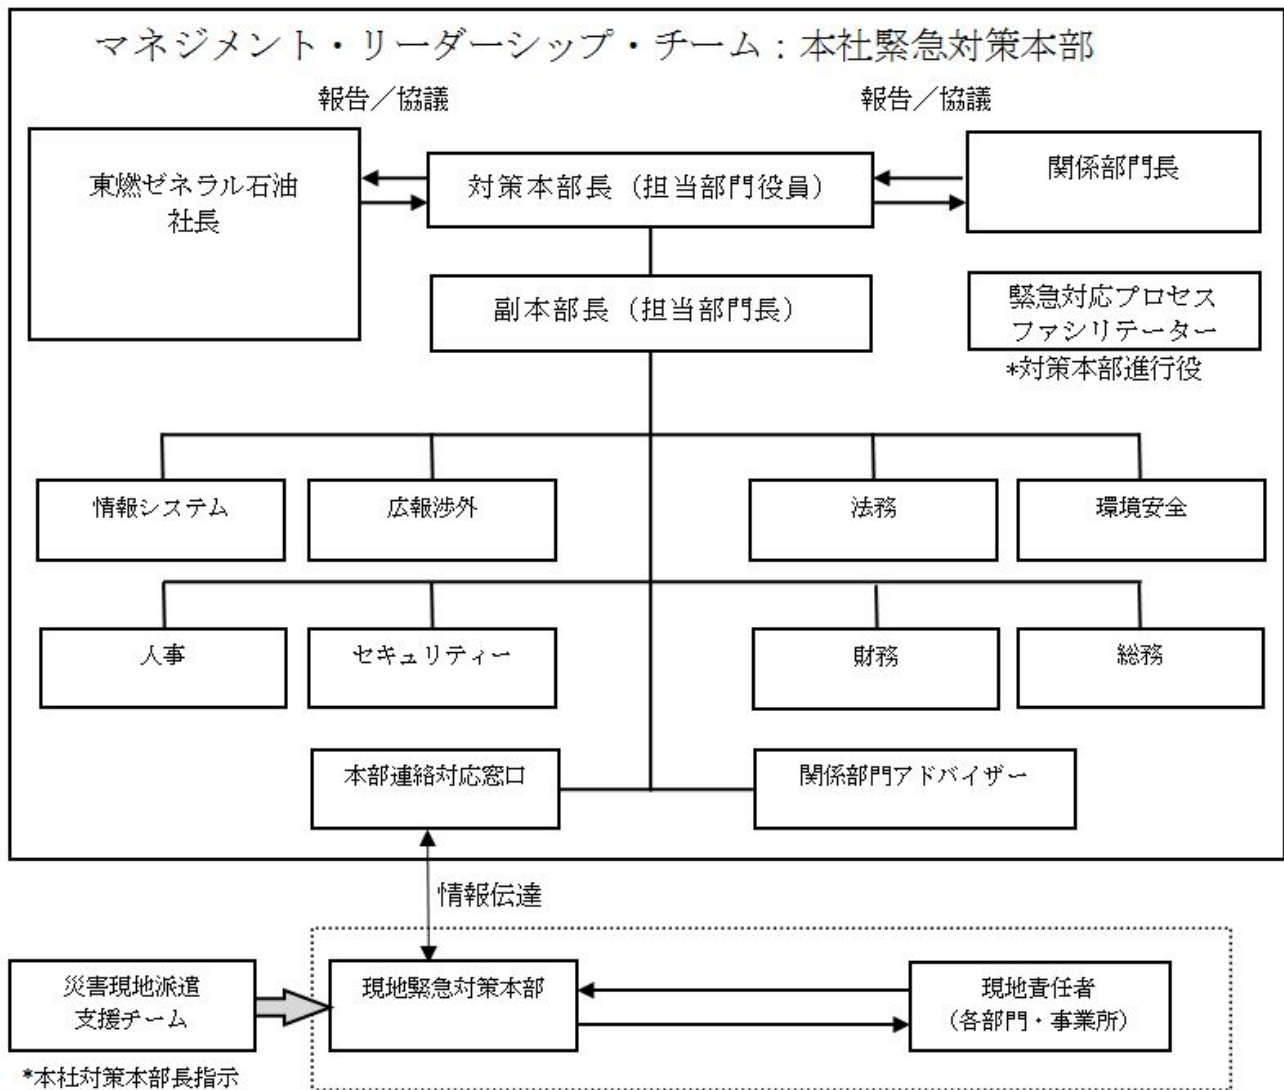 マネジメント・リーダーシップ・チーム：本社緊急対策本部
報告／協議
報告／協議
東燃ゼネラル石油
社長
対策本部長（担当部門役員）
関係部門長
副本部長（担当部門長）
緊急対応プロセス
ファシリテーター
*対策本部進行役
情報システム
広報渉外
法務
環境安全
人事
セキュリティー
財務
総務
本部連絡対応窓口
関係部門アドバイザー
情報伝達
災害現地派遣
支援チーム
現地緊急対策本部
現地責任者
（各部門・事業所）
*本社対策本部長指示